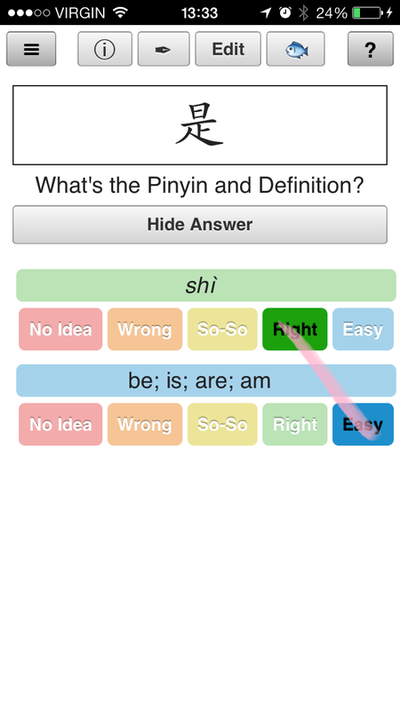 VIRGIN 13:33 24%
Edit ?
是
What's the Pinyin and Definition?
Hide Answer
shì
No Idea Wrong So-So Right Easy
be; is; are; am
No Idea Wrong So-So Right Easy